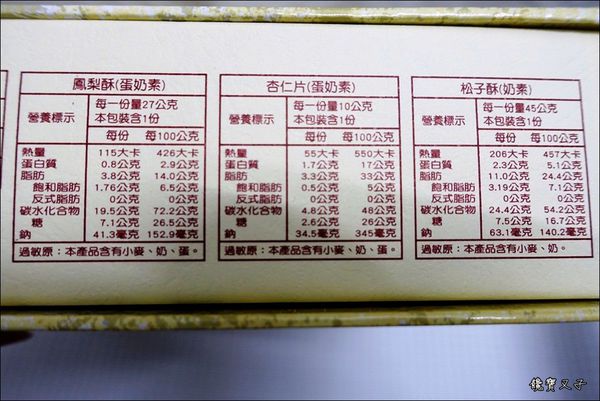 鳳梨酥(蛋奶素)
營養標示
每一份量27公克
本包裝含1份
每份 每100公克
熱量 115大卡 426大卡
蛋白質 0.8公克 2.9公克
脂肪 3.8公克 14.0公克
飽和脂肪 1.76公克 6.5公克
反式脂肪 0公克 0公克
碳水化合物 19.5公克 72.2公克
糖 7.1公克 26.5公克
鈉 41.3毫克 152.9毫克
過敏原：本產品含有小麥、奶、蛋。
杏仁片(蛋奶素)
營養標示
每一份量10公克
本包裝含1份
每份 每100公克
熱量 55大卡 550大卡
蛋白質 1.7公克 17公克
脂肪 3.3公克 33公克
飽和脂肪 0.5公克 5公克
反式脂肪 0公克 0公克
碳水化合物 4.8公克 48公克
糖 2.6公克 26公克
鈉 34.5毫克 345毫克
過敏原：本產品含有小麥、奶、蛋。
松子酥(奶素)
營養標示
每一份量45公克
本包裝含1份
每份 每100公克
熱量 206大卡 457大卡
蛋白質 2.3公克 5.1公克
脂肪 11.0公克 24.4公克
飽和脂肪 3.19公克 7.1公克
反式脂肪 0公克 0公克
碳水化合物 24.4公克 54.2公克
糖 7.5公克 16.7公克
鈉 63.1毫克 140.2毫克
過敏原：本產品含有小麥、奶。